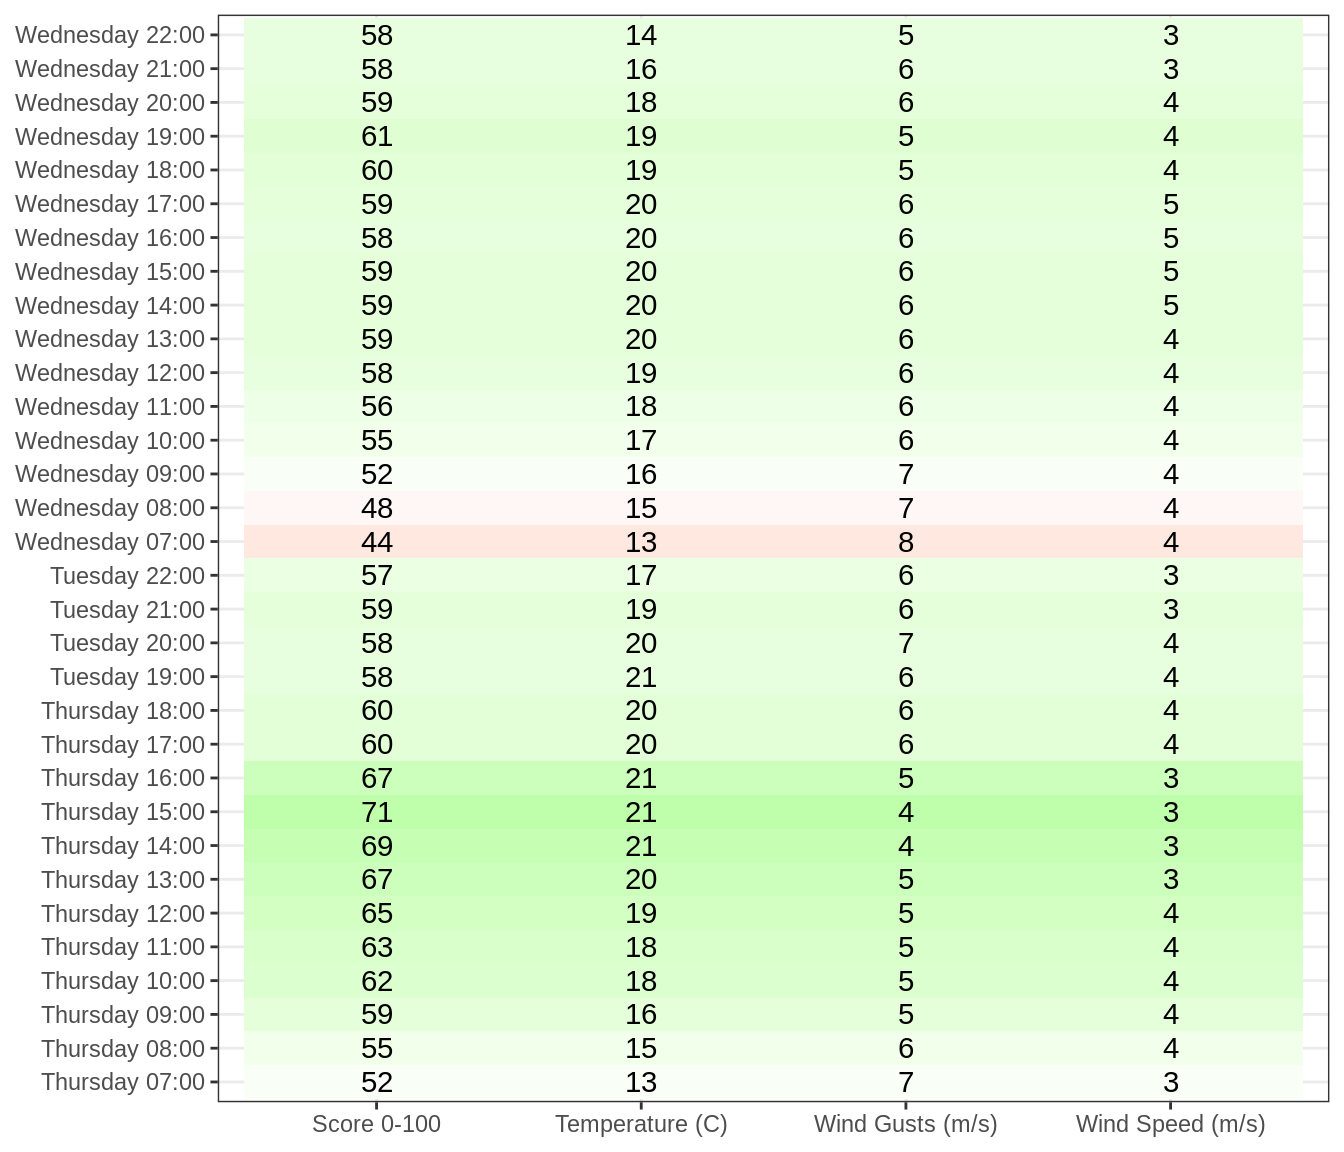 Wednesday 22:00 58 14 5 3
Wednesday 21:00 58 16 6 3
Wednesday 20:00 59 18 6 4
Wednesday 19:00 61 19 5 4
Wednesday 18:00 60 19 5 4
Wednesday 17:00 59 20 6 5
Wednesday 16:00 58 20 6 5
Wednesday 15:00 59 20 6 5
Wednesday 14:00 59 20 6 5
Wednesday 13:00 59 20 6 4
Wednesday 12:00 58 19 6 4
Wednesday 11:00 56 18 6 4
Wednesday 10:00 55 17 6 4
Wednesday 09:00 52 16 7 4
Wednesday 08:00 48 15 7 4
Wednesday 07:00 44 13 8 4
Tuesday 22:00 57 17 6 3
Tuesday 21:00 59 19 6 3
Tuesday 20:00 58 20 7 4
Tuesday 19:00 58 21 6 4
Thursday 18:00 60 20 6 4
Thursday 17:00 60 20 6 4
Thursday 16:00 67 21 5 3
Thursday 15:00 71 21 4 3
Thursday 14:00 69 21 4 3
Thursday 13:00 67 20 5 3
Thursday 12:00 65 19 5 4
Thursday 11:00 63 18 5 4
Thursday 10:00 62 18 5 4
Thursday 09:00 59 16 5 4
Thursday 08:00 55 15 6 4
Thursday 07:00 52 13 7 3
Score 0-100 Temperature (C) Wind Gusts (m/s) Wind Speed (m/s)